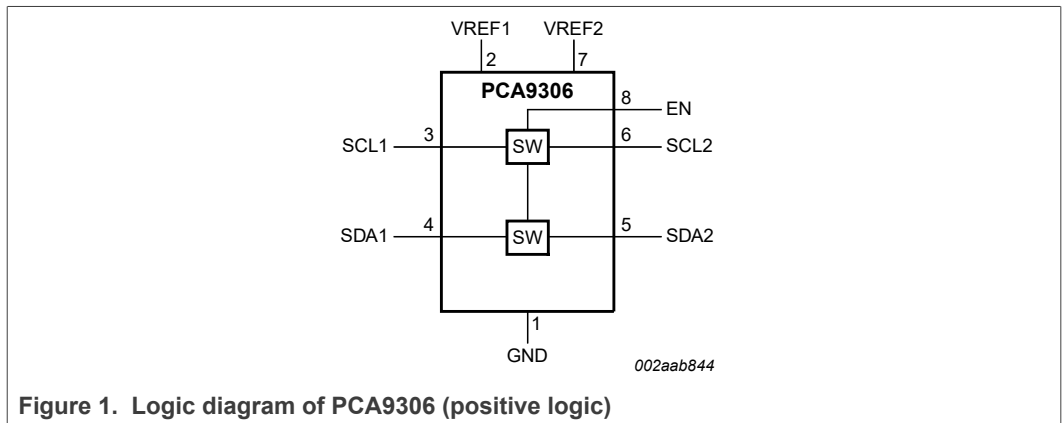 VREF1 VREF2
2 7
PCA9306
8 EN
SCL1 3 SW 6 SCL2
SDA1 4 SW 5 SDA2
1
GND
002aab844
Figure 1. Logic diagram of PCA9306 (positive logic)